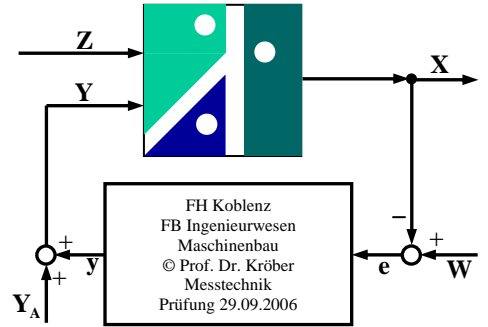 Z
Y
X
FH Koblenz
FB Ingenieurwesen
Maschinenbau
© Prof. Dr. Kröber
Messtechnik
Prüfung 29.09.2006
−
+
+
+
y
e
W
Y_A